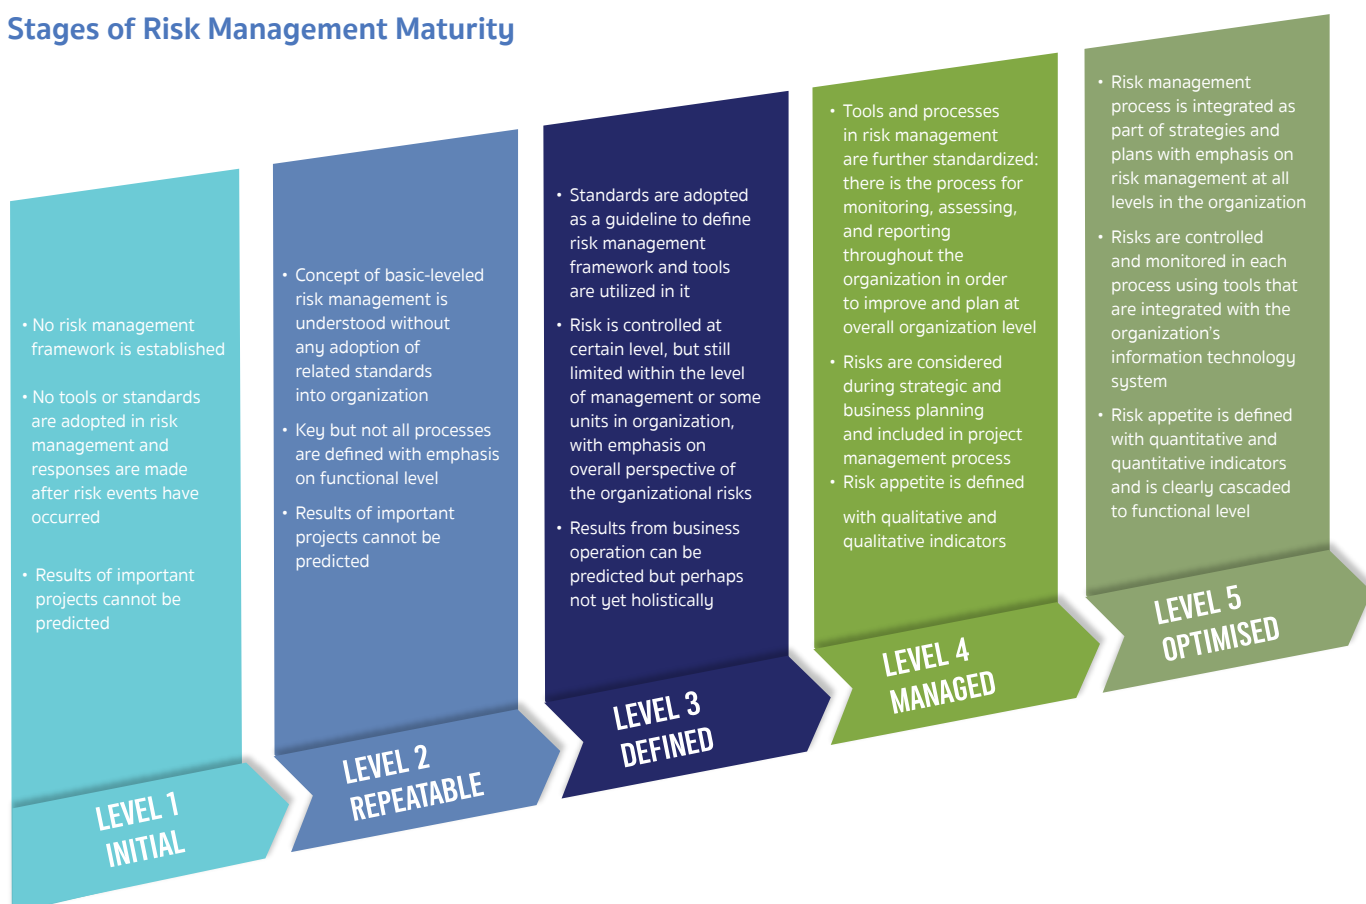 Stages of Risk Management Maturity
• No risk management
framework is established
• No tools or standards
are adopted in risk
management and
responses are made
after risk events have
occurred
• Results of important
projects cannot be
predicted
LEVEL 1
INITIAL
• Concept of basic-leveled
risk management is
understood without
any adoption of
related standards
into organization
• Key but not all processes
are defined with emphasis
on functional level
• Results of important
projects cannot be
predicted
LEVEL 2
REPEATABLE
• Standards are adopted
as a guideline to define
risk management
framework and tools
are utilized in it
• Risk is controlled at
certain level, but still
limited within the level
of management or some
units in organization,
with emphasis on
overall perspective of
the organizational risks
• Results from business
operation can be
predicted but perhaps
not yet holistically
LEVEL 3
DEFINED
• Tools and processes
in risk management
are further standardized:
there is the process for
monitoring, assessing,
and reporting
throughout the
organization in order
to improve and plan at
overall organization level
• Risks are considered
during strategic and
business planning
and included in project
management process
• Risk appetite is defined
with qualitative and
qualitative indicators
LEVEL 4
MANAGED
• Risk management
process is integrated as
part of strategies and
plans with emphasis on
risk management at all
levels in the organization
• Risks are controlled
and monitored in each
process using tools that
are integrated with the
organization's
information technology
system
• Risk appetite is defined
with quantitative and
quantitative indicators
and is clearly cascaded
to functional level
LEVEL 5
OPTIMISED